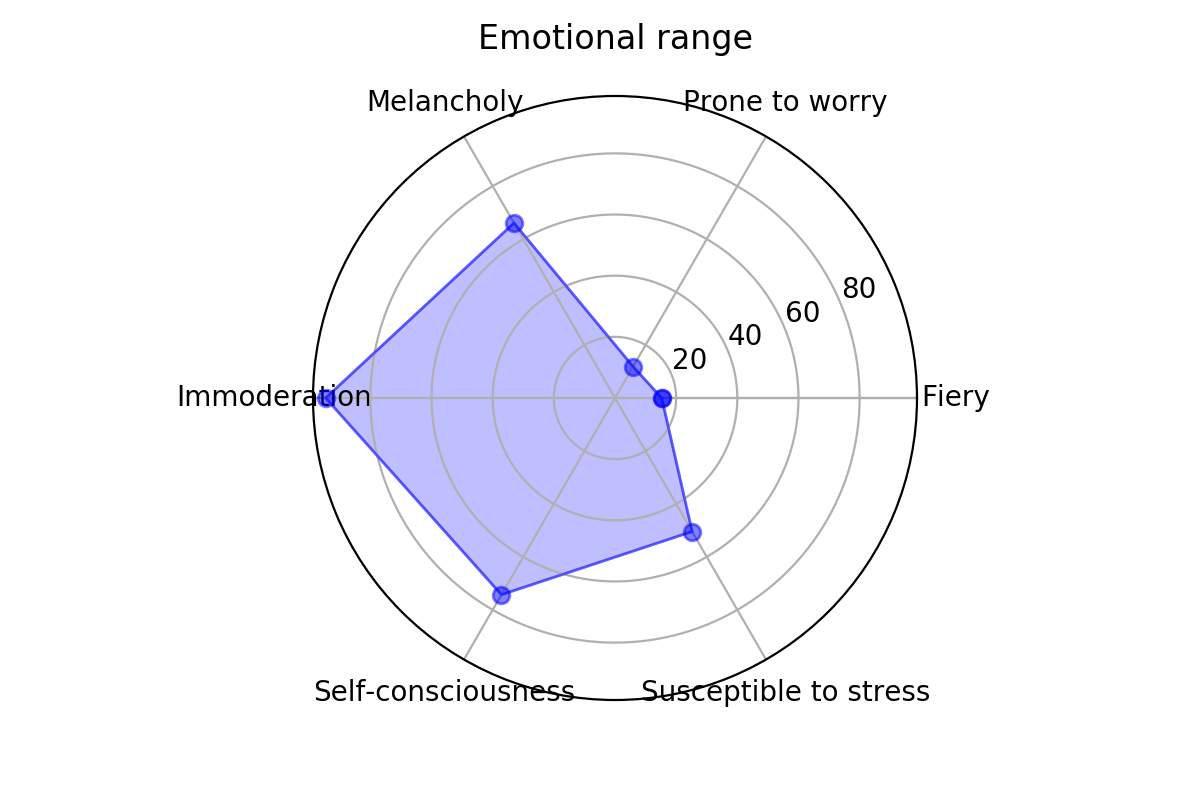 Emotional range
Melancholy
Prone to worry
80
60
40
20
Immoderation
Fiery
Self-consciousness
Susceptible to stress